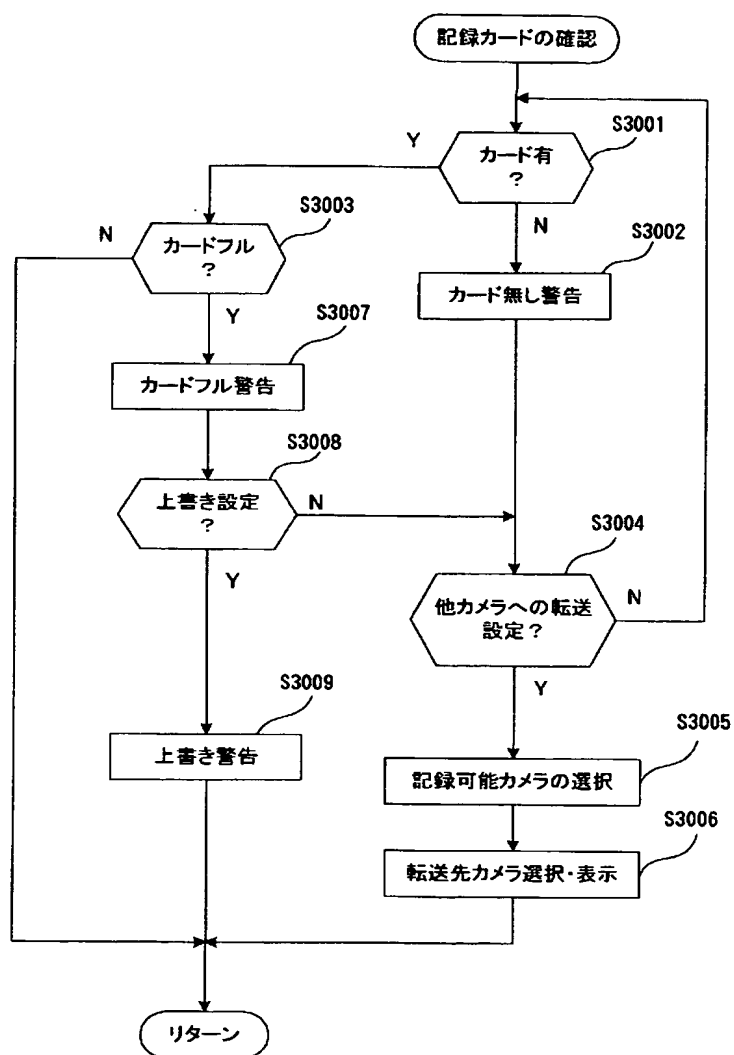 記録カードの確認
S3001
Y
カード有
?
S3003
N
カードフル
?
N
S3002
カード無し警告
Y
S3007
カードフル警告
S3008
上書き設定
?
N
S3004
Y
他カメラへの転送
設定?
N
Y
S3009
上書き警告
S3005
記録可能カメラの選択
S3006
転送先カメラ選択・表示
リターン